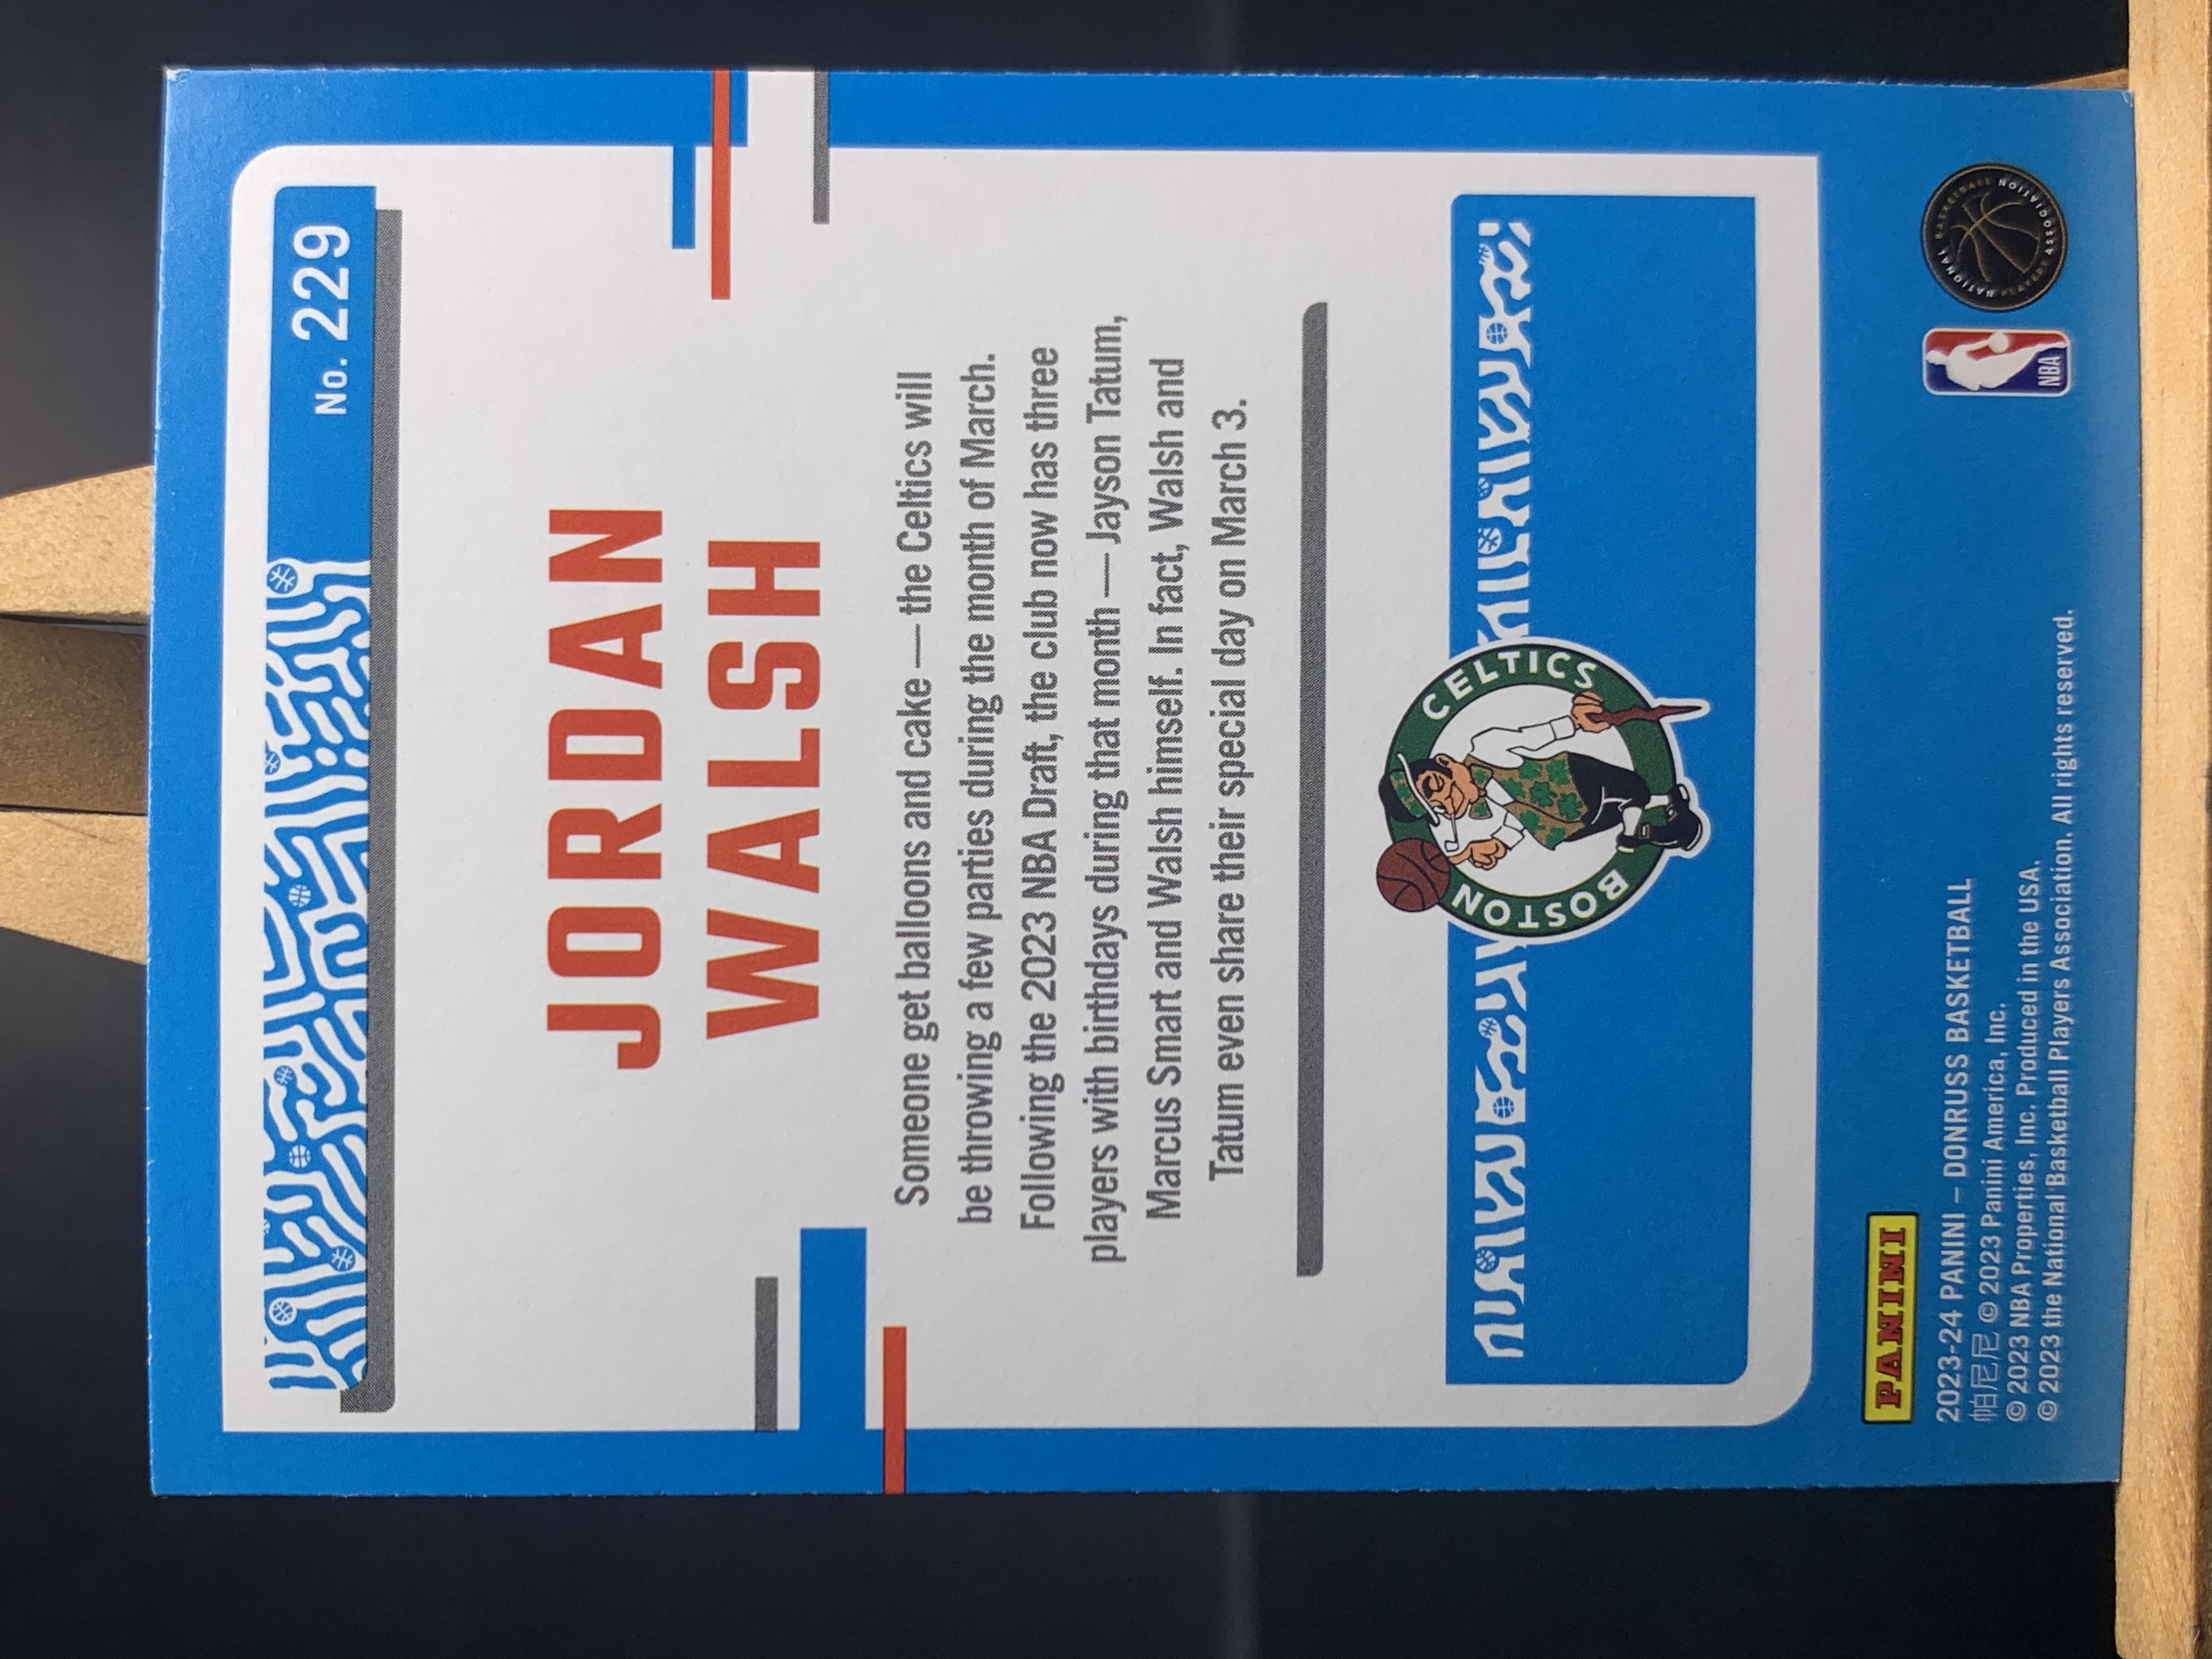 No. 229
JORDAN
WALSH
Someone get balloons and cake — the Celtics will
be throwing a few parties during the month of March.
Following the 2023 NBA Draft, the club now has three
players with birthdays during that month — Jayson Tatum,
Marcus Smart and Walsh himself. In fact, Walsh and
Tatum even share their special day on March 3.
BOSTON CELTICS
PANINI
2023-24 PANINI – DONRUSS BASKETBALL
帕尼尼 © 2023 Panini America, Inc.
© 2023 NBA Properties, Inc. Produced in the USA.
© 2023 the National Basketball Players Association. All rights reserved.
NBA
NATIONAL BASKETBALL PLAYERS ASSOCIATION